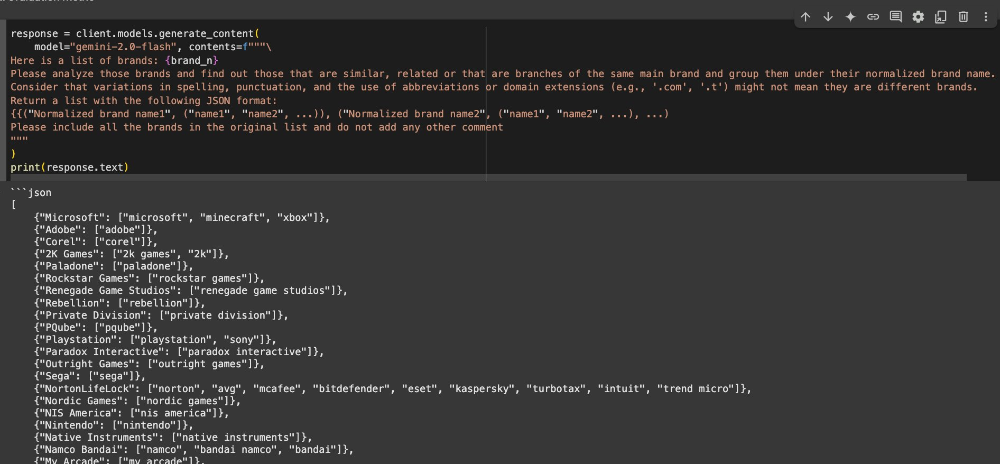 response = client.models.generate_content(
    model="gemini-2.0-flash", contents=f"""\
Here is a list of brands: {brand_n}
Please analyze those brands and find out those that are similar, related or that are branches of the same main brand and group them under their normalized brand name.
Consider that variations in spelling, punctuation, and the use of abbreviations or domain extensions (e.g., '.com', '.t') might not mean they are different brands.
Return a list with the following JSON format:
{{("Normalized brand name1", ("name1", "name2", ...)), ("Normalized brand name2", ("name1", "name2", ...), ...)
Please include all the brands in the original list and do not add any other comment
"""
)
print(response.text)
```json
[
    {"Microsoft": ["microsoft", "minecraft", "xbox"]},
    {"Adobe": ["adobe"]},
    {"Corel": ["corel"]},
    {"2K Games": ["2k games", "2k"]},
    {"Paladone": ["paladone"]},
    {"Rockstar Games": ["rockstar games"]},
    {"Renegade Game Studios": ["renegade game studios"]},
    {"Rebellion": ["rebellion"]},
    {"Private Division": ["private division"]},
    {"PQube": ["pqube"]},
    {"Playstation": ["playstation", "sony"]},
    {"Paradox Interactive": ["paradox interactive"]},
    {"Outright Games": ["outright games"]},
    {"Sega": ["sega"]},
    {"NortonLifeLock": ["norton", "avg", "mcafee", "bitdefender", "eset", "kaspersky", "turbotax", "intuit", "trend micro"]},
    {"Nordic Games": ["nordic games"]},
    {"NIS America": ["nis america"]},
    {"Nintendo": ["nintendo"]},
    {"Native Instruments": ["native instruments"]},
    {"Namco Bandai": ["namco", "bandai namco", "bandai"]},
    {"My Arcade": ["my arcade"]},